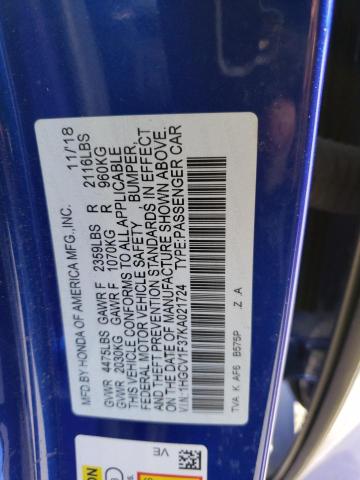 MFD.BY HONDA OF AMERICA MFG.,INC. 11/18
GVWR 4475LBS GAWR F 2359LBS R 2116LBS
GVWR 2030KG GAWR F 1070KG R 960KG
THIS VEHICLE CONFORMS TO ALL APPLICABLE
FEDERAL MOTOR VEHICLE SAFETY, BUMPER,
AND THEFT PREVENTION STANDARDS IN EFFECT
ON THE DATE OF MANUFACTURE SHOWN ABOVE.
V.I.N.:1HGCV1F37KA021724 TYPE:PASSENGER CAR
TVA K AF6 B575P Z A
VE